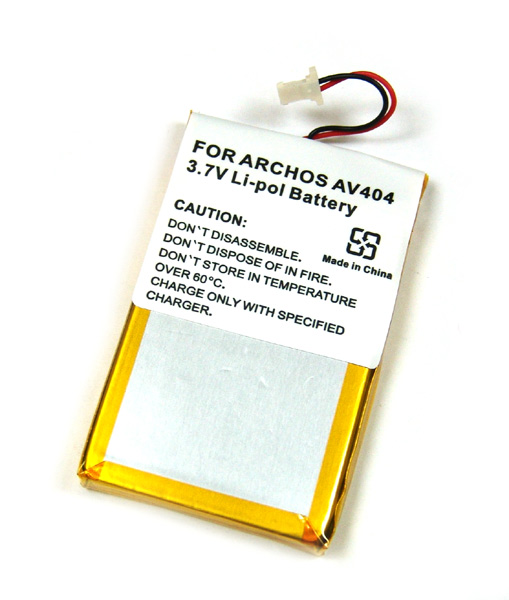 FOR ARCHOS AV404
3.7V Li-pol Battery
CAUTION:
DON`T DISASSEMBLE.
DON`T DISPOSE OF IN FIRE.
DON`T STORE IN TEMPERATURE
OVER 60°C.
CHARGE ONLY WITH SPECIFIED
CHARGER.
Made in China